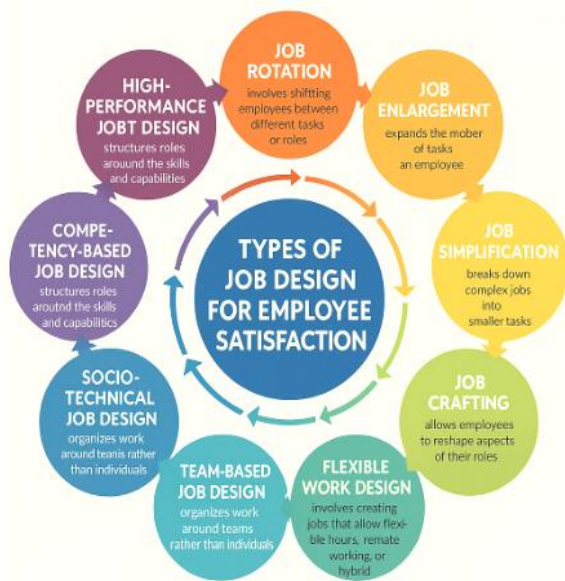 TYPES OF
JOB DESIGN
FOR EMPLOYEE
SATISFACTION
JOB
ROTATION
involves shiftting
employees between
different tasks
or roles
JOB
ENLARGEMENT
expands the mober
of tasks
an employee
JOB
SIMPLIFICATION
breaks down
complex jobs
into
smaller tasks
JOB
CRAFTING
allows employees
to reshape aspects
of their roles
FLEXIBLE
WORK DESIGN
involves creating
jobs that allow flexi-
ble hours, remate
working, or
hybrid
TEAM-BASED
JOB DESIGN
organizes work
around teams
rather than individuals
SOCIO-
TECHNICAL
JOB DESIGN
organizes work
around teanis rather
than individuals
COMPE-
TENCY-BASED
JOB DESIGN
structures roles
aroutnd the skills
and capabilitics
HIGH-
PERFORMANCE
JOBT DESIGN
structures roles
arround the skills
and capabilities